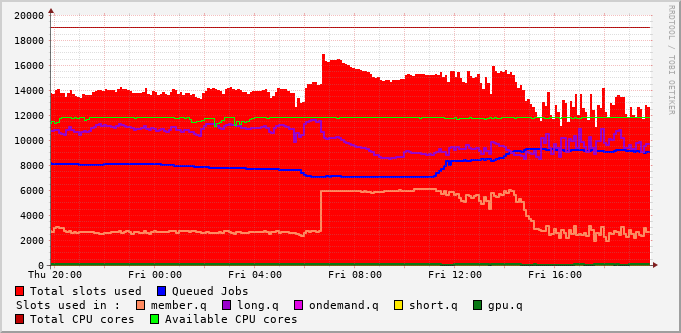 RRDTOOL / TOBI OETIKER
20000
18000
16000
14000
12000
10000
8000
6000
4000
2000
0
Thu 20:00 Fri 00:00 Fri 04:00 Fri 08:00 Fri 12:00 Fri 16:00
Total slots used Queued Jobs
Slots used in : member.q long.q ondemand.q short.q gpu.q
Total CPU cores Available CPU cores